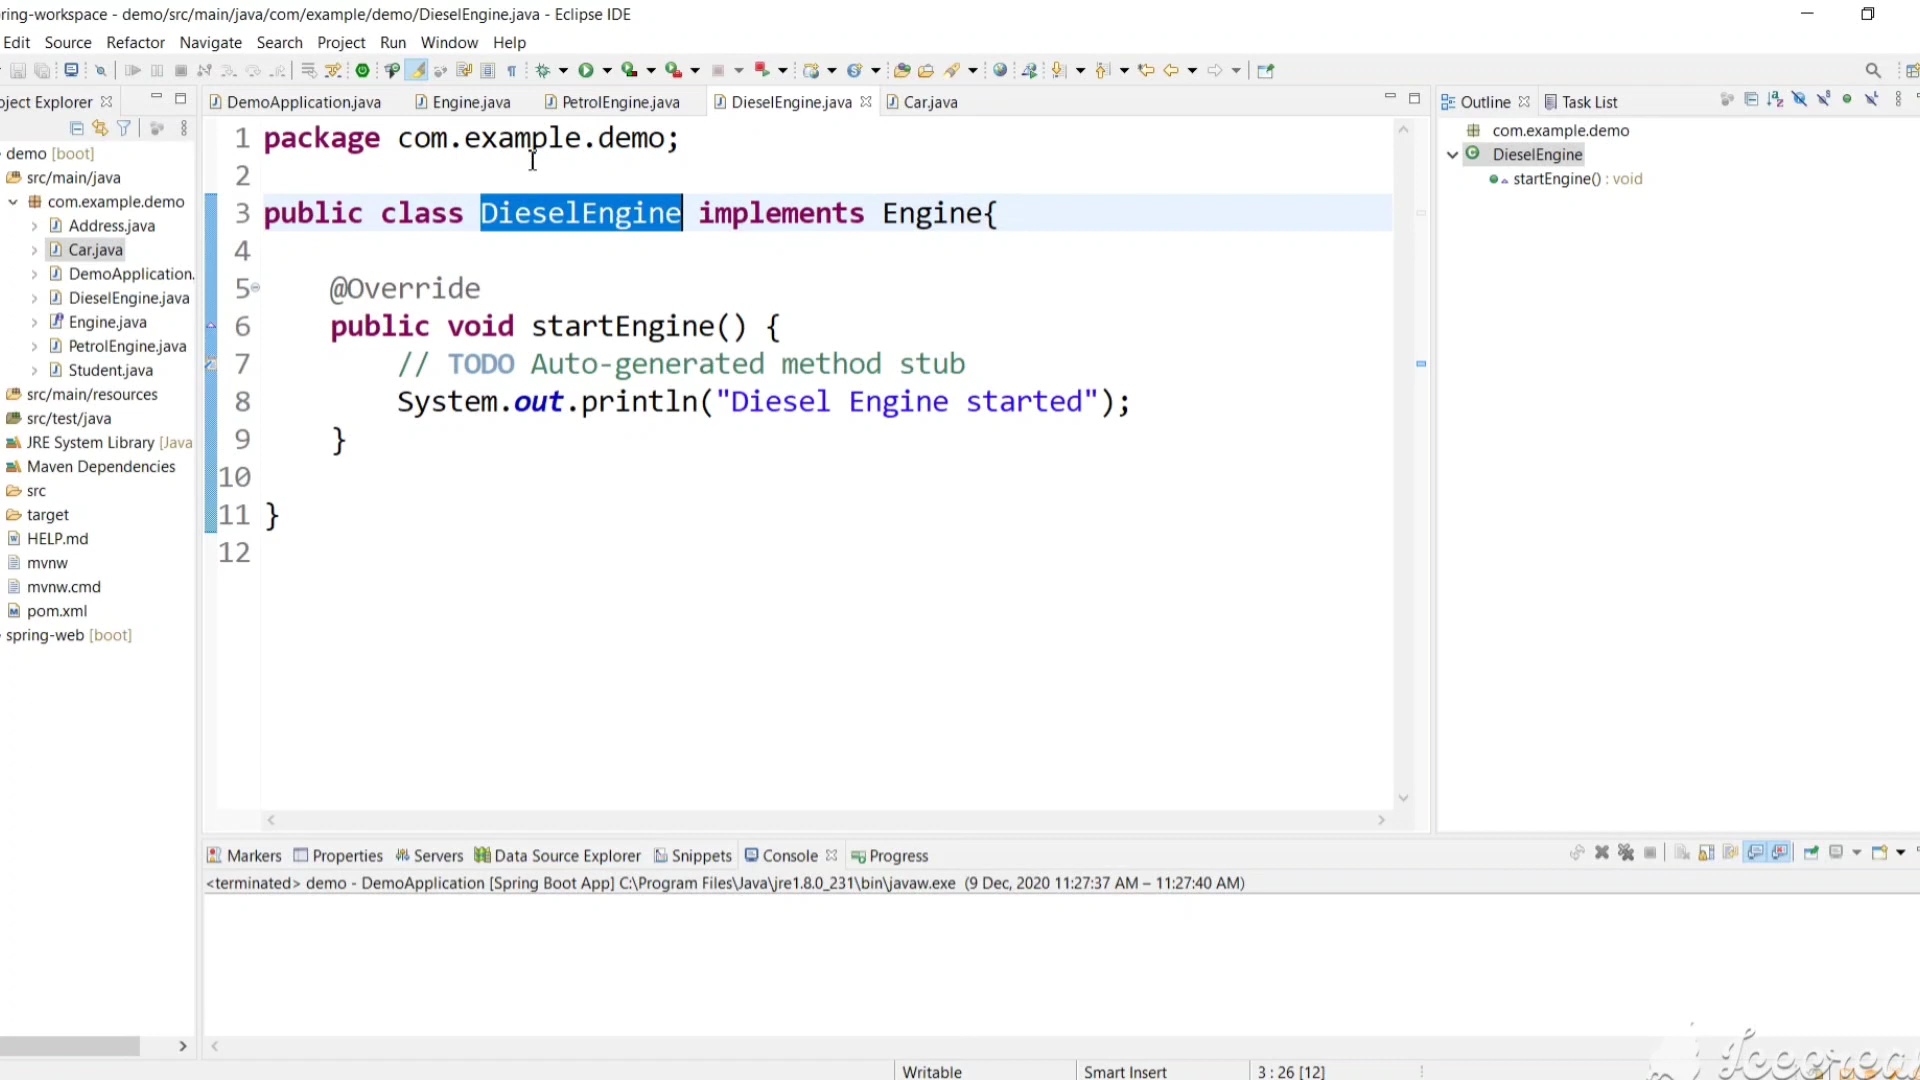 ring-workspace - demo/src/main/java/com/example/demo/DieselEngine.java - Eclipse IDE
Edit Source Refactor Navigate Search Project Run Window Help
oject Explorer
DemoApplication.java Engine.java PetrolEngine.java DieselEngine.java Car.java
Outline Task List
demo [boot]
src/main/java
com.example.demo
Address.java
Car.java
DemoApplication.
DieselEngine.java
Engine.java
PetrolEngine.java
Student.java
src/main/resources
src/test/java
JRE System Library [Java
Maven Dependencies
src
target
HELP.md
mvnw
mvnw.cmd
pom.xml
spring-web [boot]
1 package com.example.demo;
2
3 public class DieselEngine implements Engine{
4
5 @Override
6 public void startEngine() {
7 // TODO Auto-generated method stub
8 System.out.println("Diesel Engine started");
9 }
10
11 }
12
com.example.demo
DieselEngine
startEngine() : void
Markers Properties Servers Data Source Explorer Snippets Console Progress
<terminated> demo - DemoApplication [Spring Boot App] C:\Program Files\Java\jre1.8.0_231\bin\javaw.exe (9 Dec, 2020 11:27:37 AM – 11:27:40 AM)
Writable Smart Insert 3 : 26 [12]
Icecrea